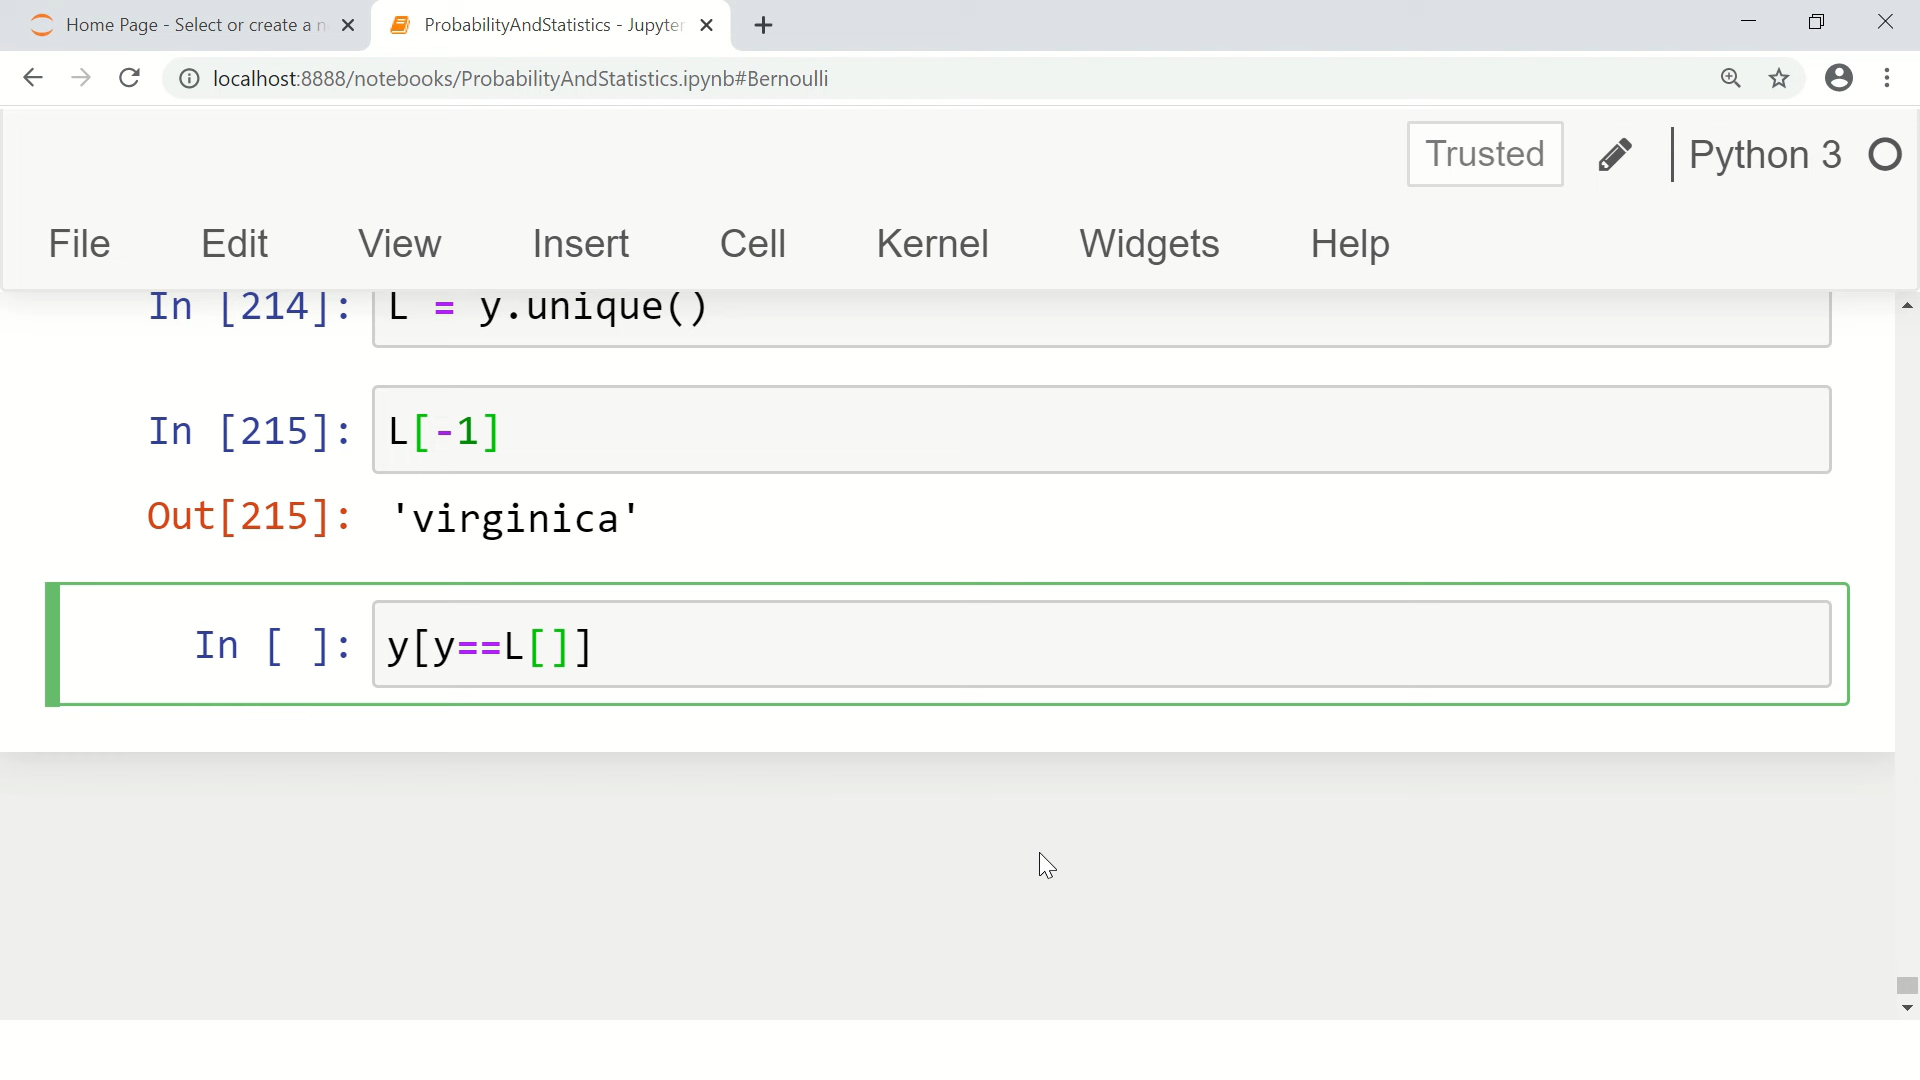 Home Page - Select or create a n
ProbabilityAndStatistics - Jupyter
localhost:8888/notebooks/ProbabilityAndStatistics.ipynb#Bernoulli
Trusted
Python 3
File Edit View Insert Cell Kernel Widgets Help
In [214]: L = y.unique()
In [215]: L[-1]
Out[215]: 'virginica'
In [ ]: y[y==L[]]